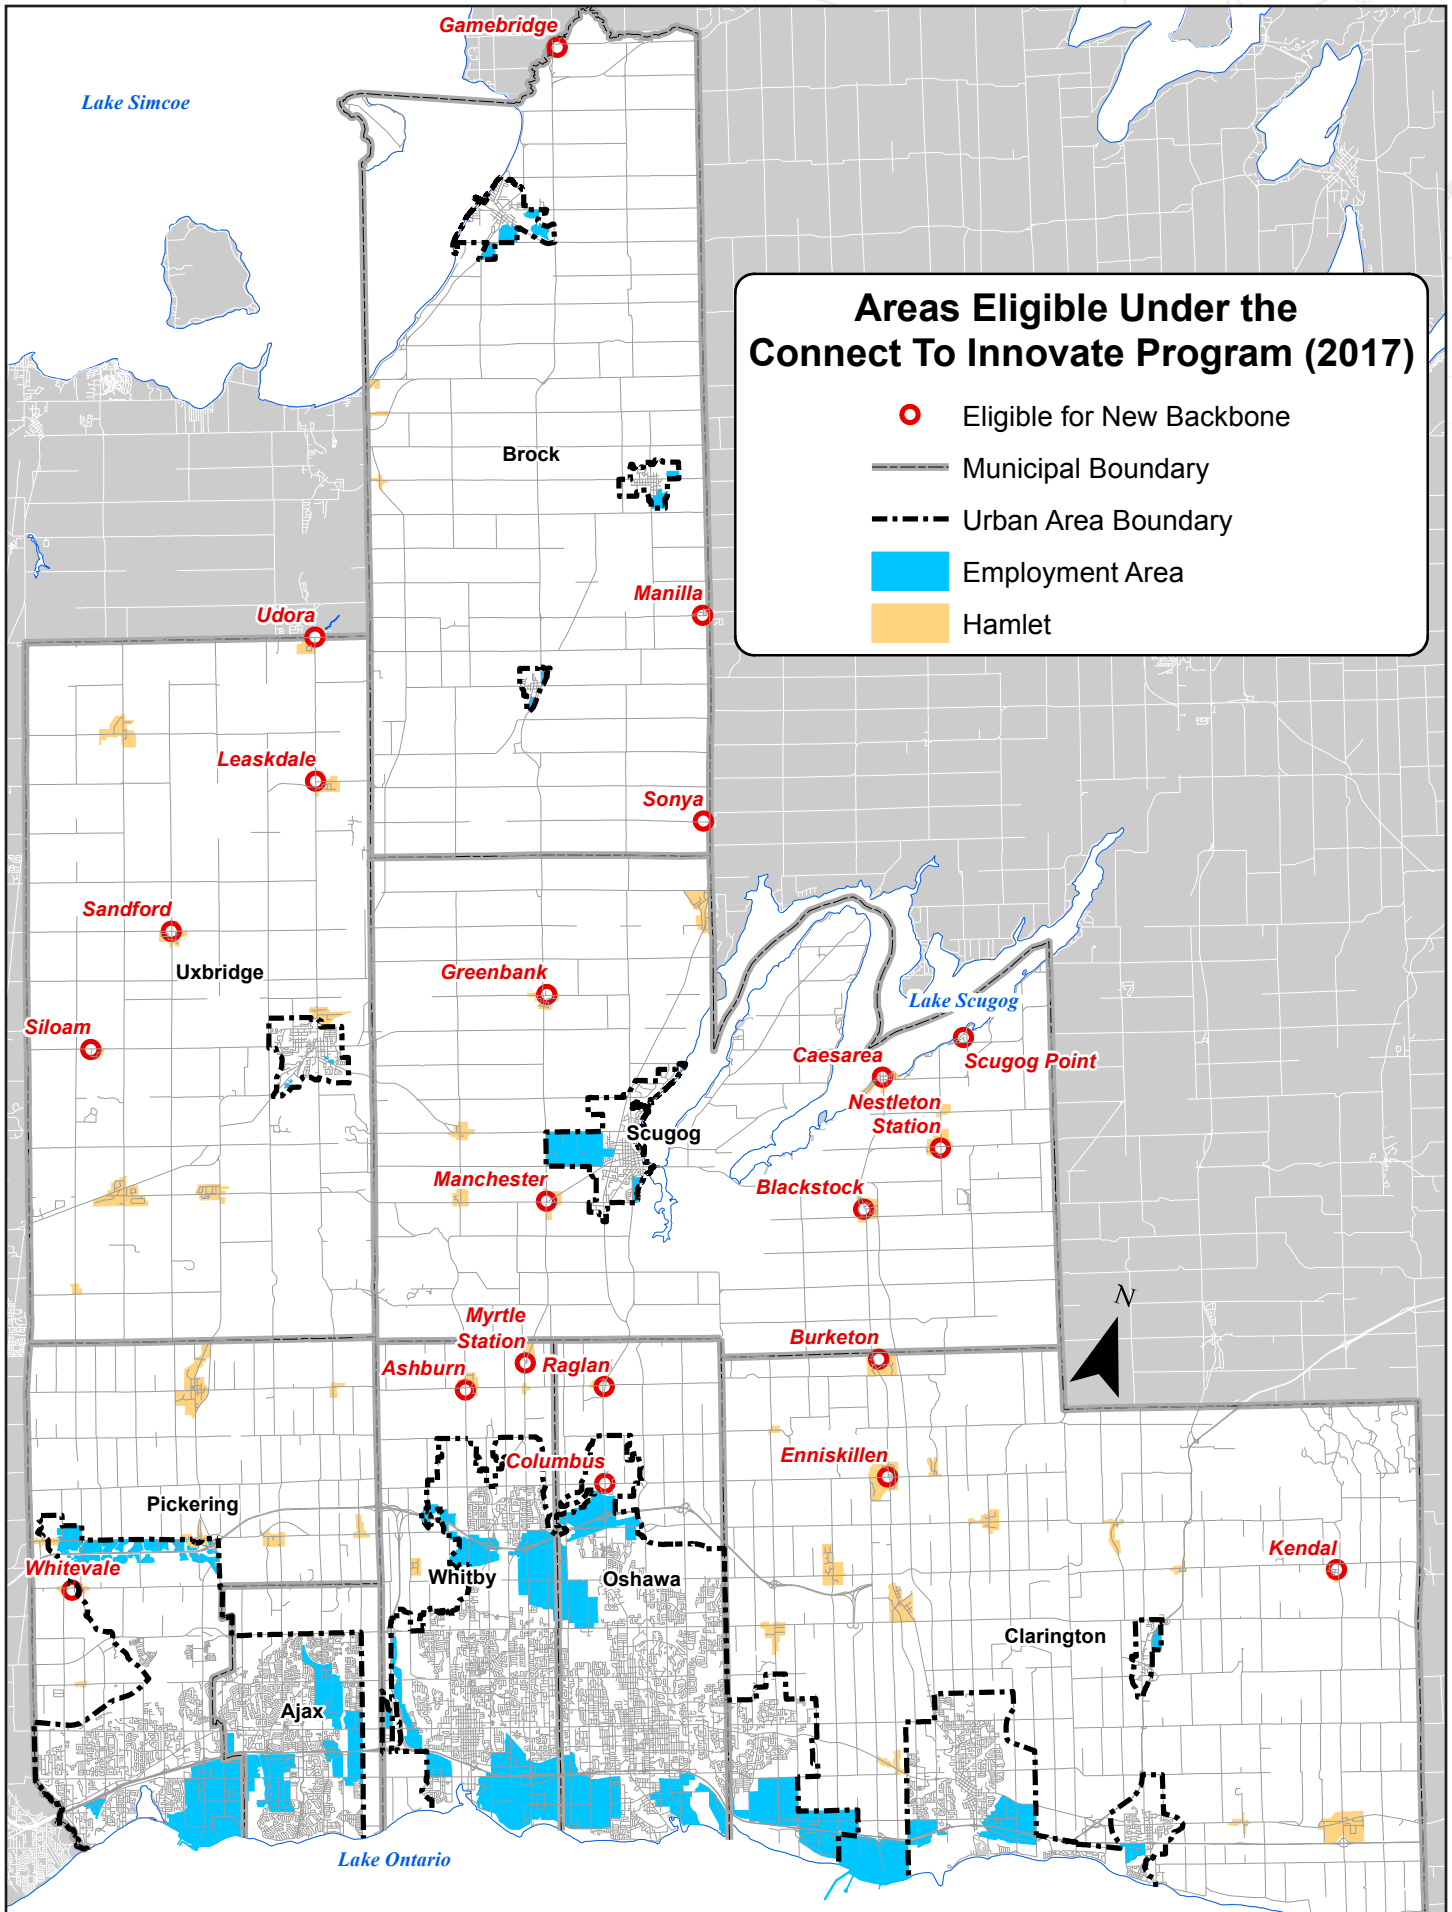 Gamebridge
Lake Simcoe
Areas Eligible Under the
Connect To Innovate Program (2017)
Eligible for New Backbone
Municipal Boundary
Urban Area Boundary
Employment Area
Hamlet
Brock
Manilla
Udora
Leaskdale
Sonya
Sandford
Uxbridge
Greenbank
Lake Scugog
Siloam
Caesarea
Scugog Point
Nestleton
Station
Scugog
Manchester
Blackstock
N
Myrtle
Station
Burketon
Ashburn
Raglan
Columbus
Enniskillen
Pickering
Kendal
Whitevale
Whitby
Oshawa
Clarington
Ajax
Lake Ontario